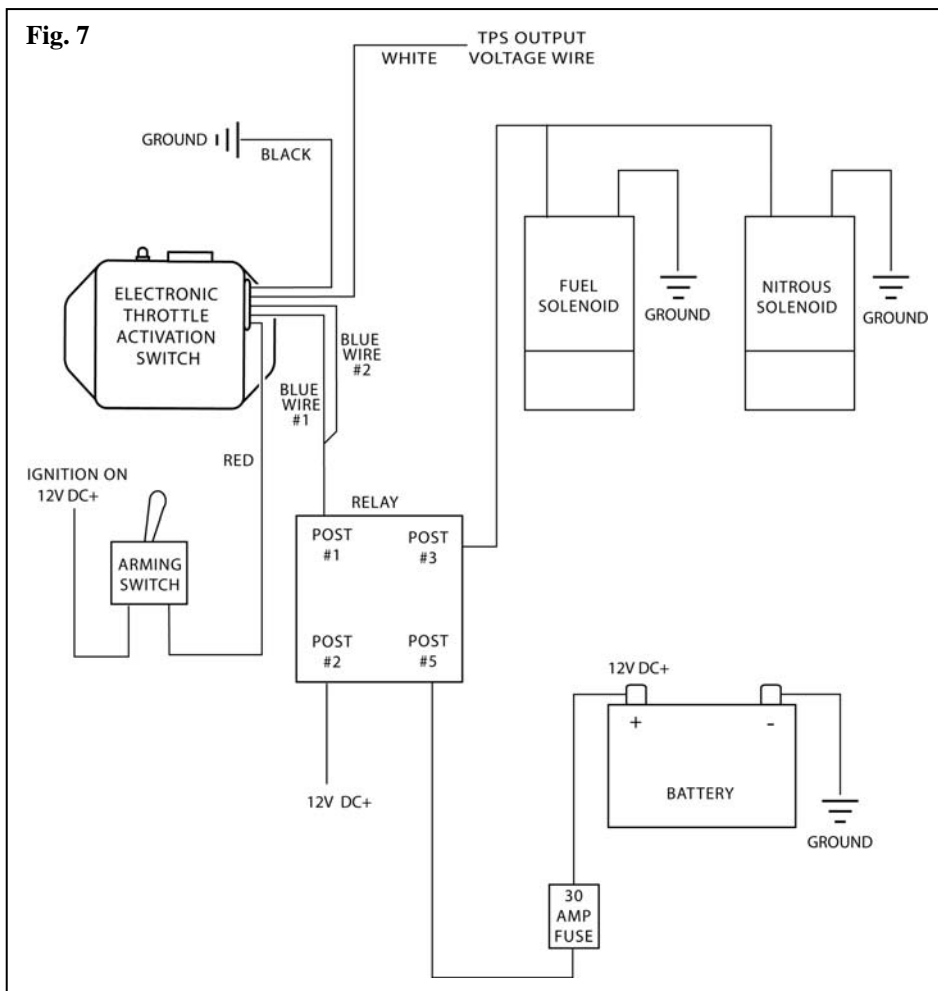 Fig. 7
TPS OUTPUT
VOLTAGE WIRE
WHITE
GROUND
BLACK
ELECTRONIC
THROTTLE
ACTIVATION
SWITCH
FUEL
SOLENOID
GROUND
NITROUS
SOLENOID
GROUND
BLUE
WIRE
#2
BLUE
WIRE
#1
RED
IGNITION ON
12V DC+
ARMING
SWITCH
RELAY
POST
#1
POST
#3
POST
#2
POST
#5
12V DC+
12V DC+
+
-
BATTERY
GROUND
30
AMP
FUSE